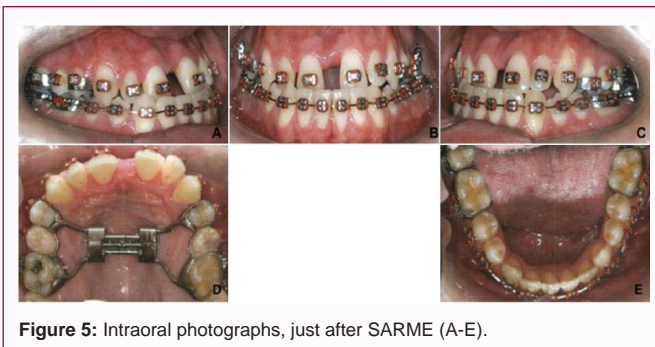 A
B
C
D
E
Figure 5: Intraoral photographs, just after SARME (A-E).